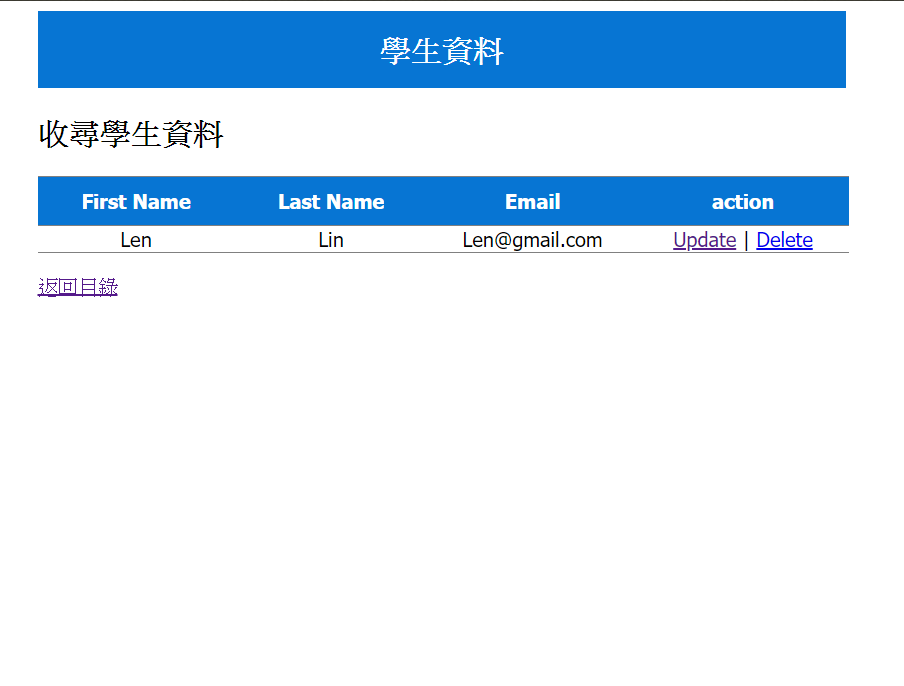 學生資料
收尋學生資料
First Name Last Name Email action
Len Lin Len@gmail.com Update | Delete
返回目錄